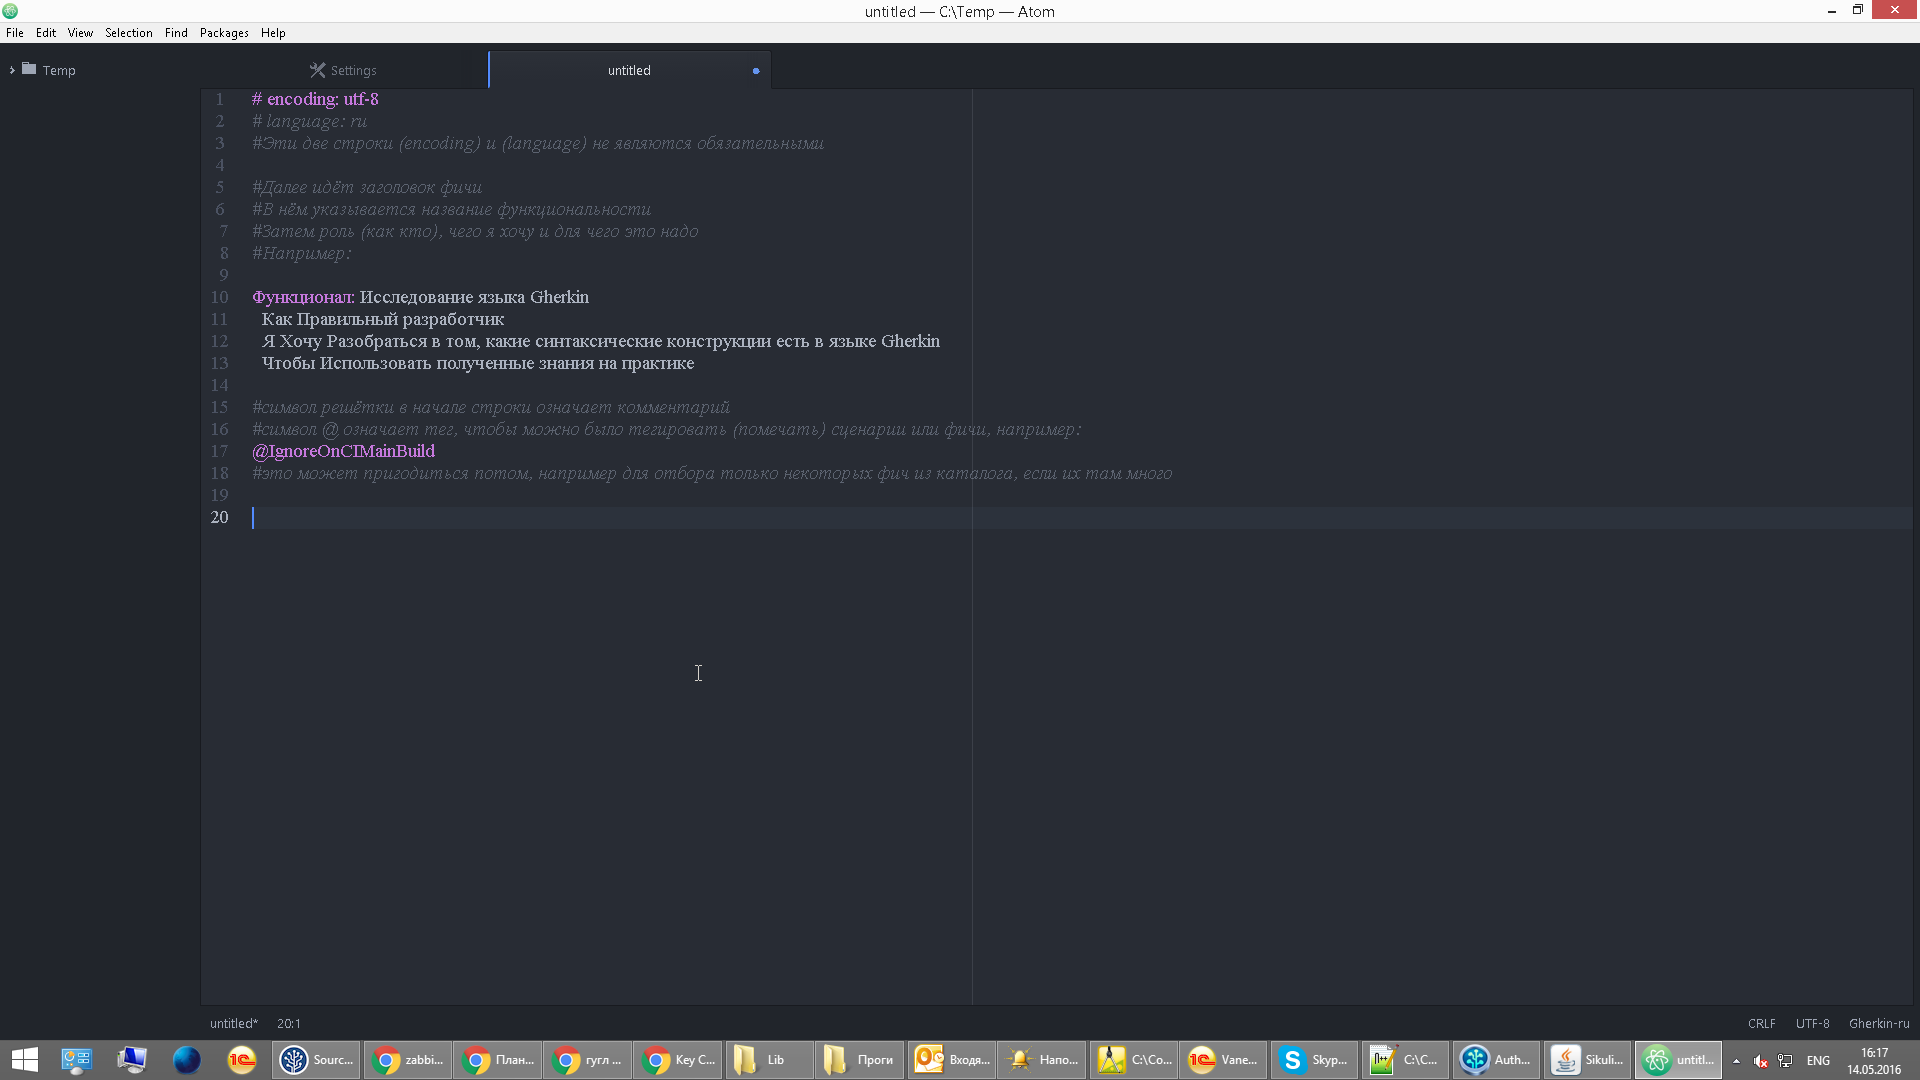 untitled — C:\Temp — Atom
File Edit View Selection Find Packages Help
Temp
Settings
untitled
1 # encoding: utf-8
2 # language: ru
3 #Эти две строки (encoding) и (language) не являются обязательными
4
5 #Далее идёт заголовок фичи
6 #В нём указывается название функциональности
7 #Затем роль (как кто), чего я хочу и для чего это надо
8 #Например:
9
10 Функционал: Исследование языка Gherkin
11 Как Правильный разработчик
12 Я Хочу Разобраться в том, какие синтаксические конструкции есть в языке Gherkin
13 Чтобы Использовать полученные знания на практике
14
15 #символ решётки в начале строки означает комментарий
16 #символ @ означает тег, чтобы можно было тегировать (помечать) сценарии или фичи, например:
17 @IgnoreOnCIMainBuild
18 #это может пригодиться потом, например для отбора только некоторых фич из каталога, если их там много
19
20
untitled* 20:1 CRLF UTF-8 Gherkin-ru
Sourc... zabbi... План... гугл ... Key C... Lib Проги Входя... Напо... C:\Co... Vane... Skyp... C:\C... Auth... Sikuli... untitl... ENG 16:17
14.05.2016